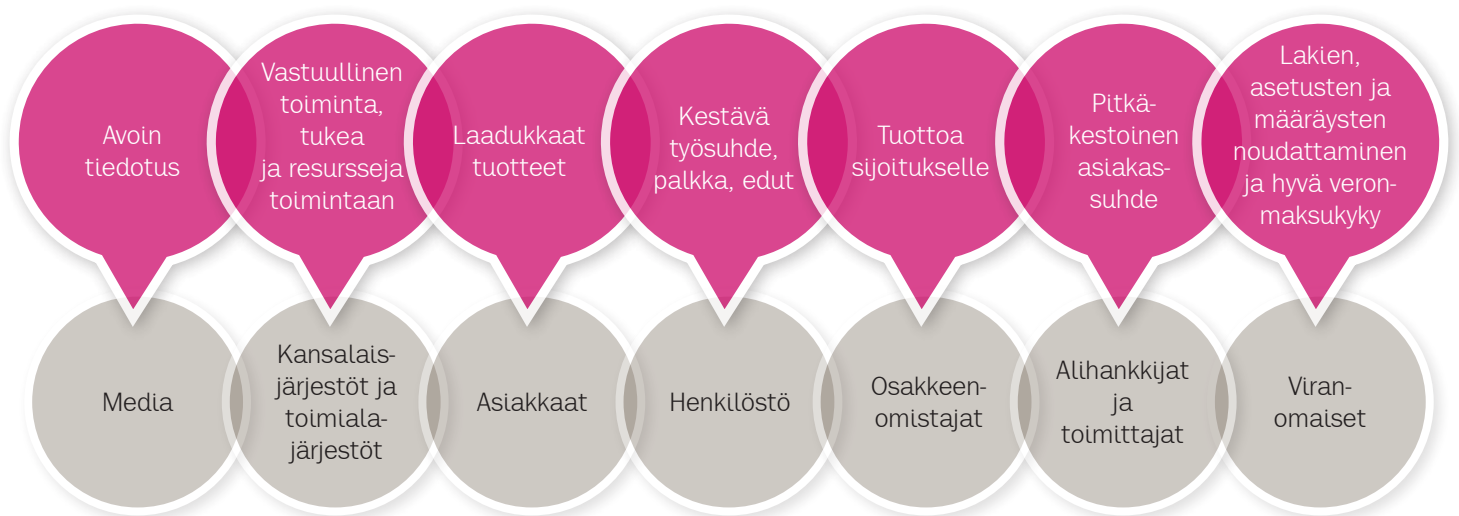 Avoin
tiedotus
Vastuullinen
toiminta,
tukea
ja resursseja
toimintaan
Laadukkaat
tuotteet
Kestävä
työsuhde,
palkka, edut
Tuottoa
sijoitukselle
Pitkä-
kestoinen
asiakas-
suhde
Lakien,
asetusten ja
määräysten
noudattaminen
ja hyvä veron-
maksukyky
Media
Kansalais-
järjestöt ja
toimiala-
järjestöt
Asiakkaat
Henkilöstö
Osakkeen-
omistajat
Alihankkijat
ja
toimittajat
Viran-
omaiset